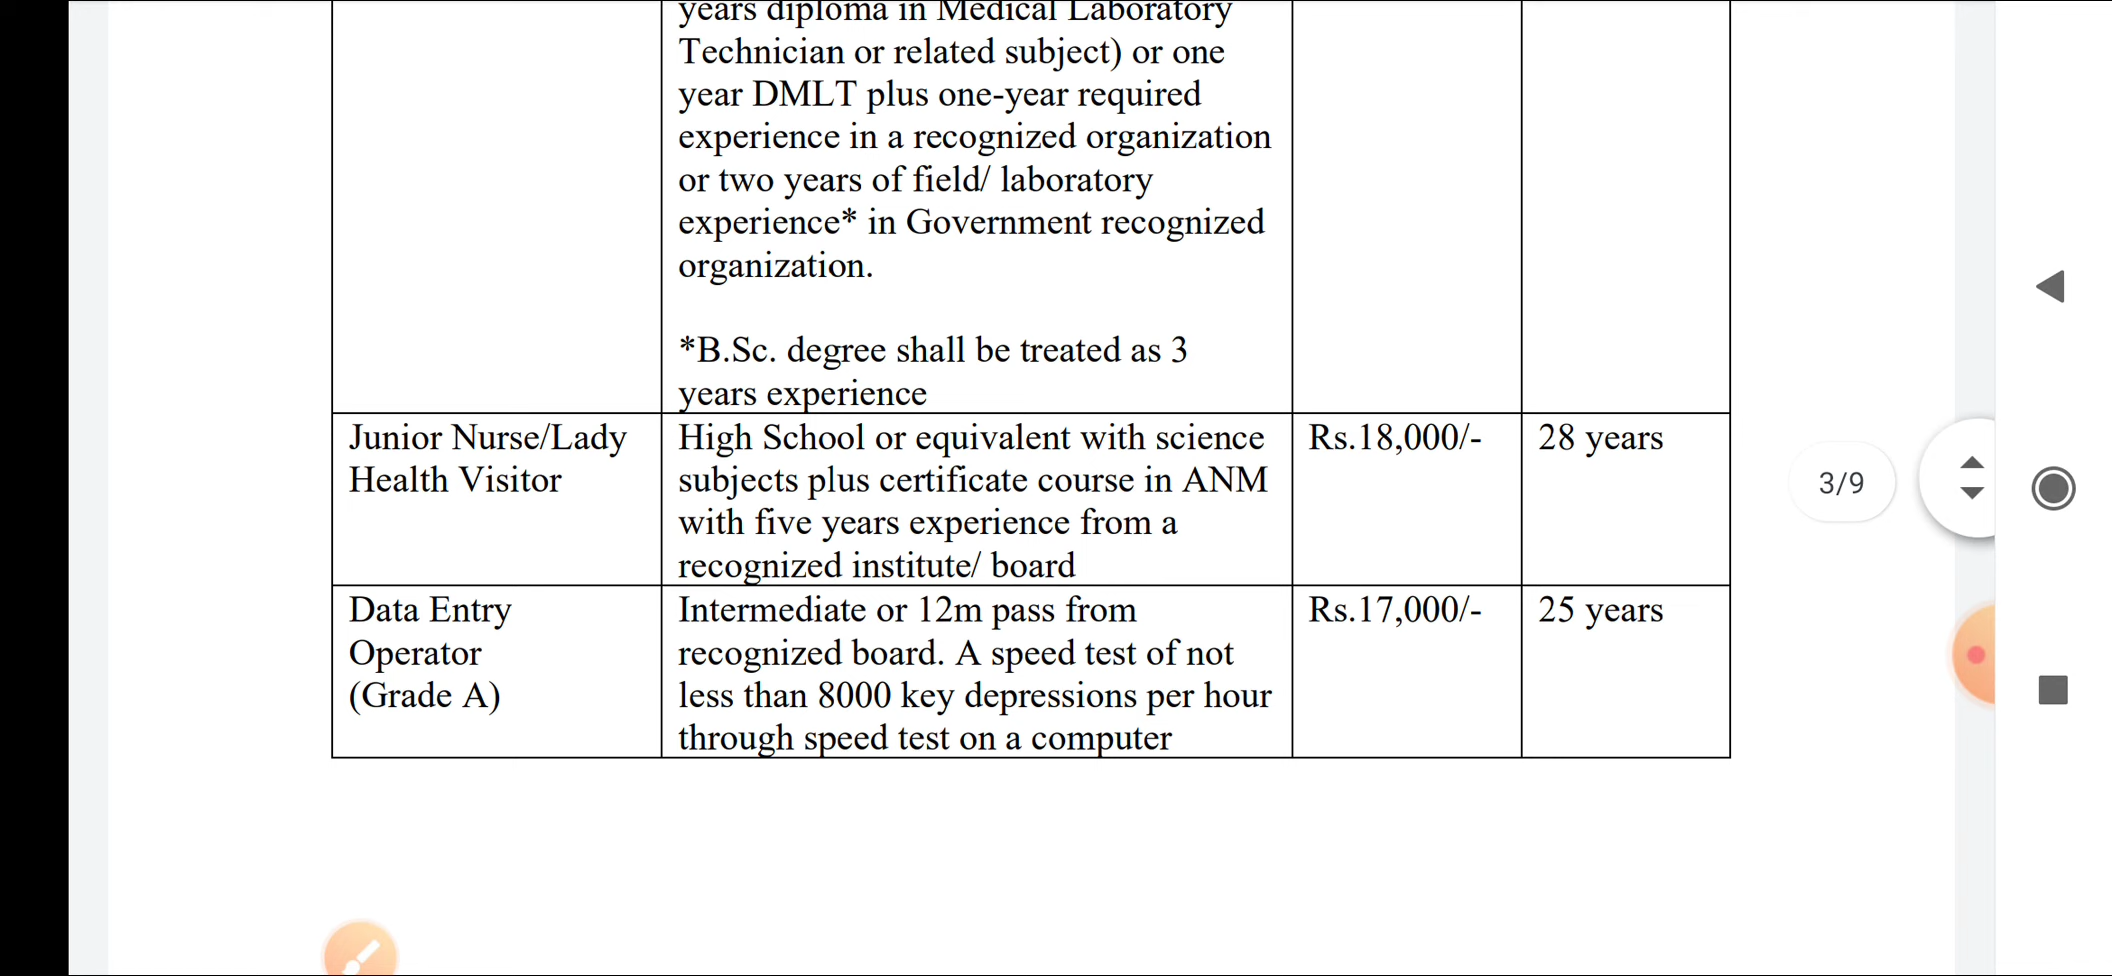 years diploma in Medical Laboratory
Technician or related subject) or one
year DMLT plus one-year required
experience in a recognized organization
or two years of field/ laboratory
experience* in Government recognized
organization.
*B.Sc. degree shall be treated as 3
years experience
Junior Nurse/Lady
Health Visitor
High School or equivalent with science
subjects plus certificate course in ANM
with five years experience from a
recognized institute/ board
Rs.18,000/-
28 years
Data Entry
Operator
(Grade A)
Intermediate or 12m pass from
recognized board. A speed test of not
less than 8000 key depressions per hour
through speed test on a computer
Rs.17,000/-
25 years
3/9